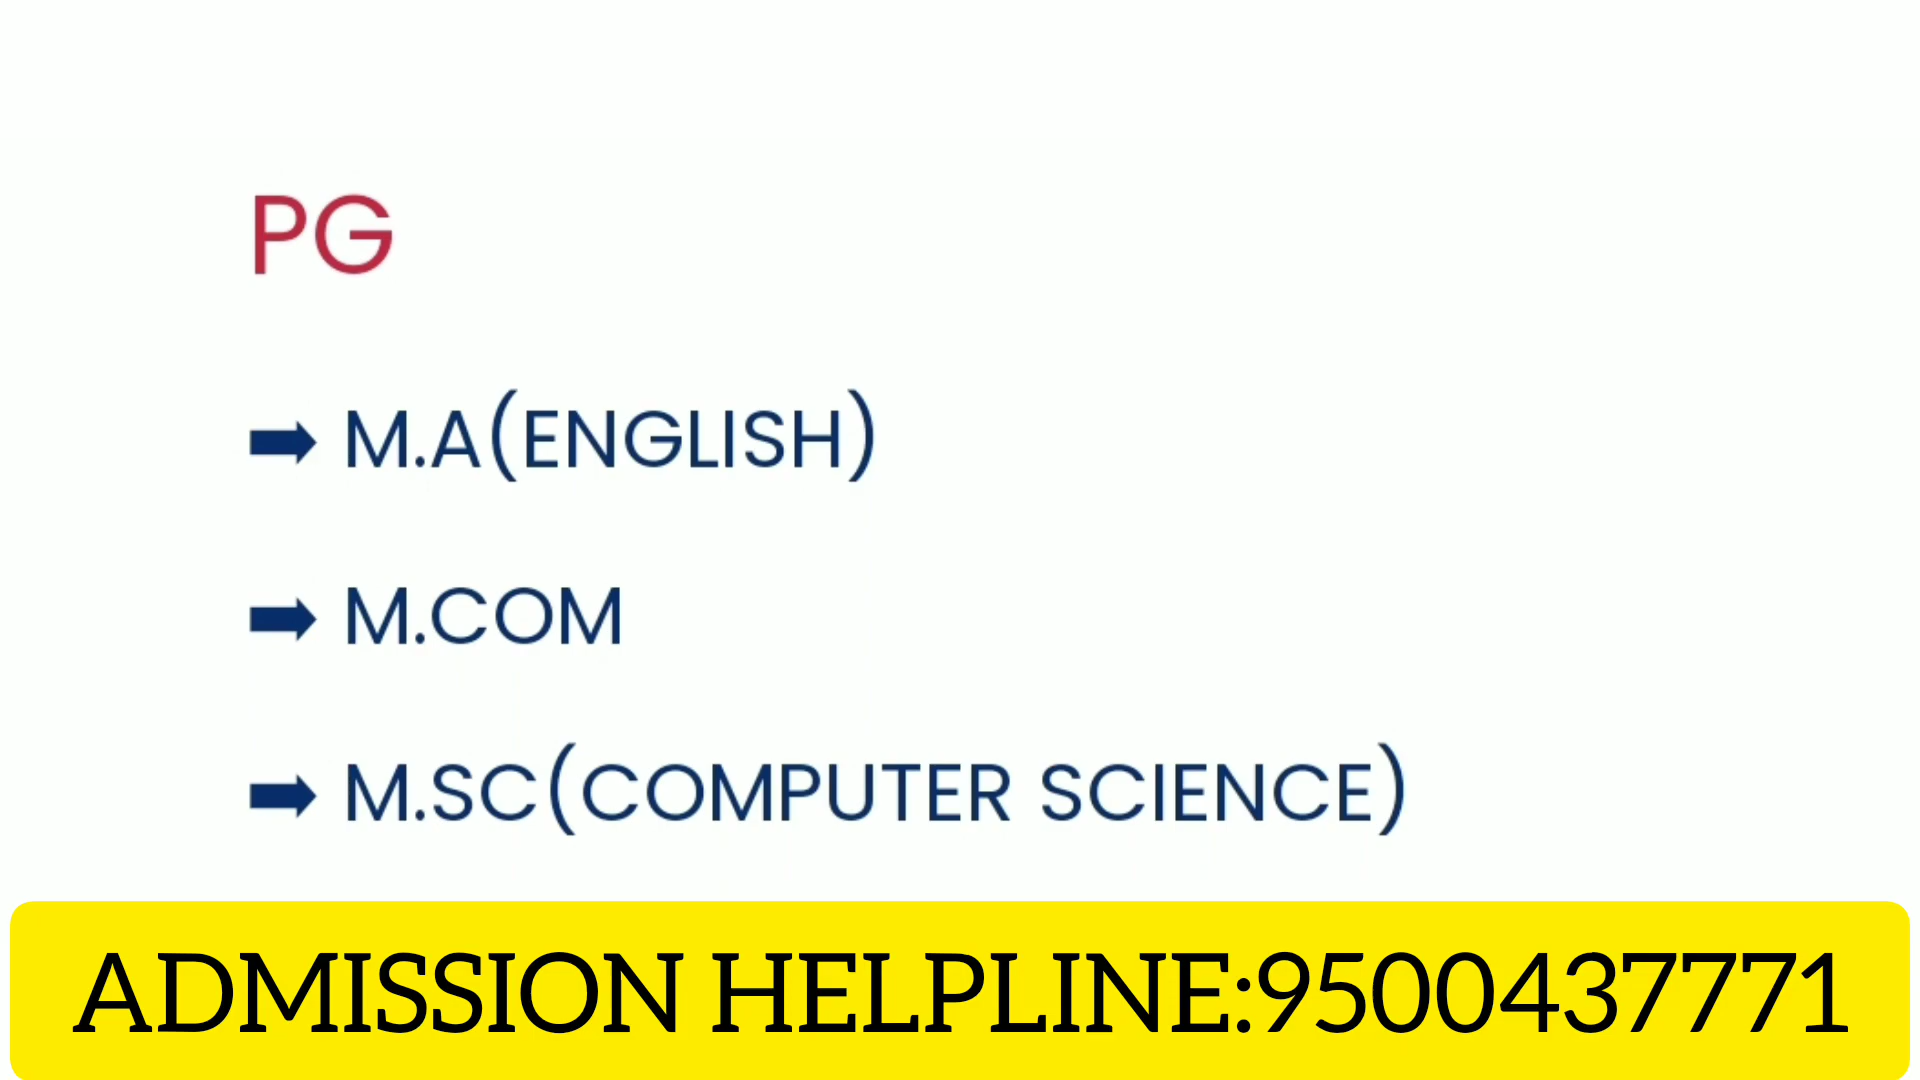 PG
➡ M.A(ENGLISH)
➡ M.COM
➡ M.SC(COMPUTER SCIENCE)
ADMISSION HELPLINE:9500437771